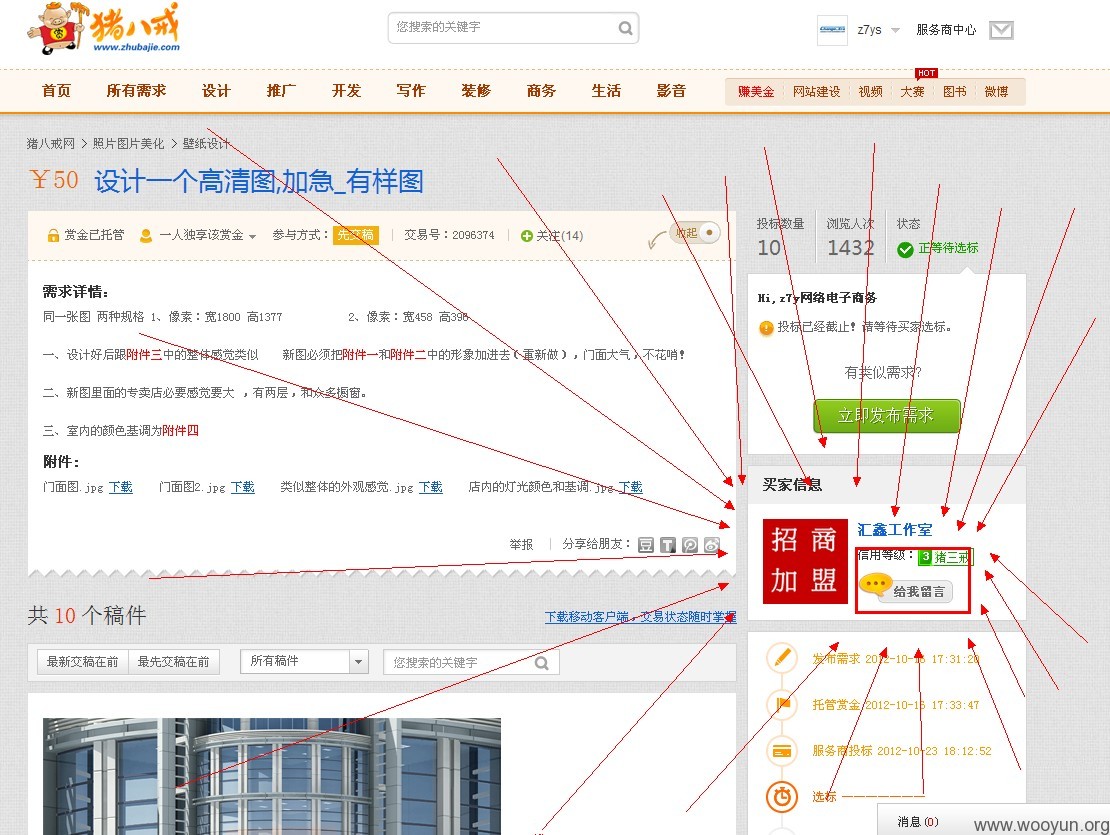 猪八戒
www.zhubajie.com
您搜索的关键字
z7ys 服务商中心
首页 所有需求 设计 推广 开发 写作 装修 商务 生活 影音
HOT
赚美金 网站建设 视频 大赛 图书 微博
猪八戒网 > 照片图片美化 > 壁纸设计
￥50 设计一个高清图,加急_有样图
赏金已托管 一人独享该赏金 参与方式：先交稿 交易号：2096374 关注(14) 收起
投标数量 浏览人次 状态
10 1432 正等待选标
需求详情：
同一张图 两种规格 1、像素：宽1800 高1377 2、像素：宽458 高396
一、设计好后跟附件三中的整体感觉类似 新图必须把附件一和附件二中的形象加进去（重新做），门面大气，不花哨！
二、新图里面的专卖店必要感觉要大 ，有两层，和众多橱窗。
三、室内的颜色基调为附件四
附件：
门面图.jpg 下载 门面图2.jpg 下载 类似整体的外观感觉.jpg 下载 店内的灯光颜色和基调.jpg 下载
举报 分享给朋友：
豆 T
Hi,z7y网络电子商务
投标已经截止！请等待买家选标。
有类似需求?
立即发布需求
买家信息
招商
加盟
汇鑫工作室
信用等级：3 猪三戒
给我留言
共 10 个稿件
下载移动客户端，交易状态随时掌握
最新交稿在前 最先交稿在前 所有稿件 您搜索的关键字
发布需求 2012-10-16 17:31:20
托管赏金 2012-10-16 17:33:47
服务商投标 2012-10-23 18:12:52
选标
消息(0)
www.wooyun.org